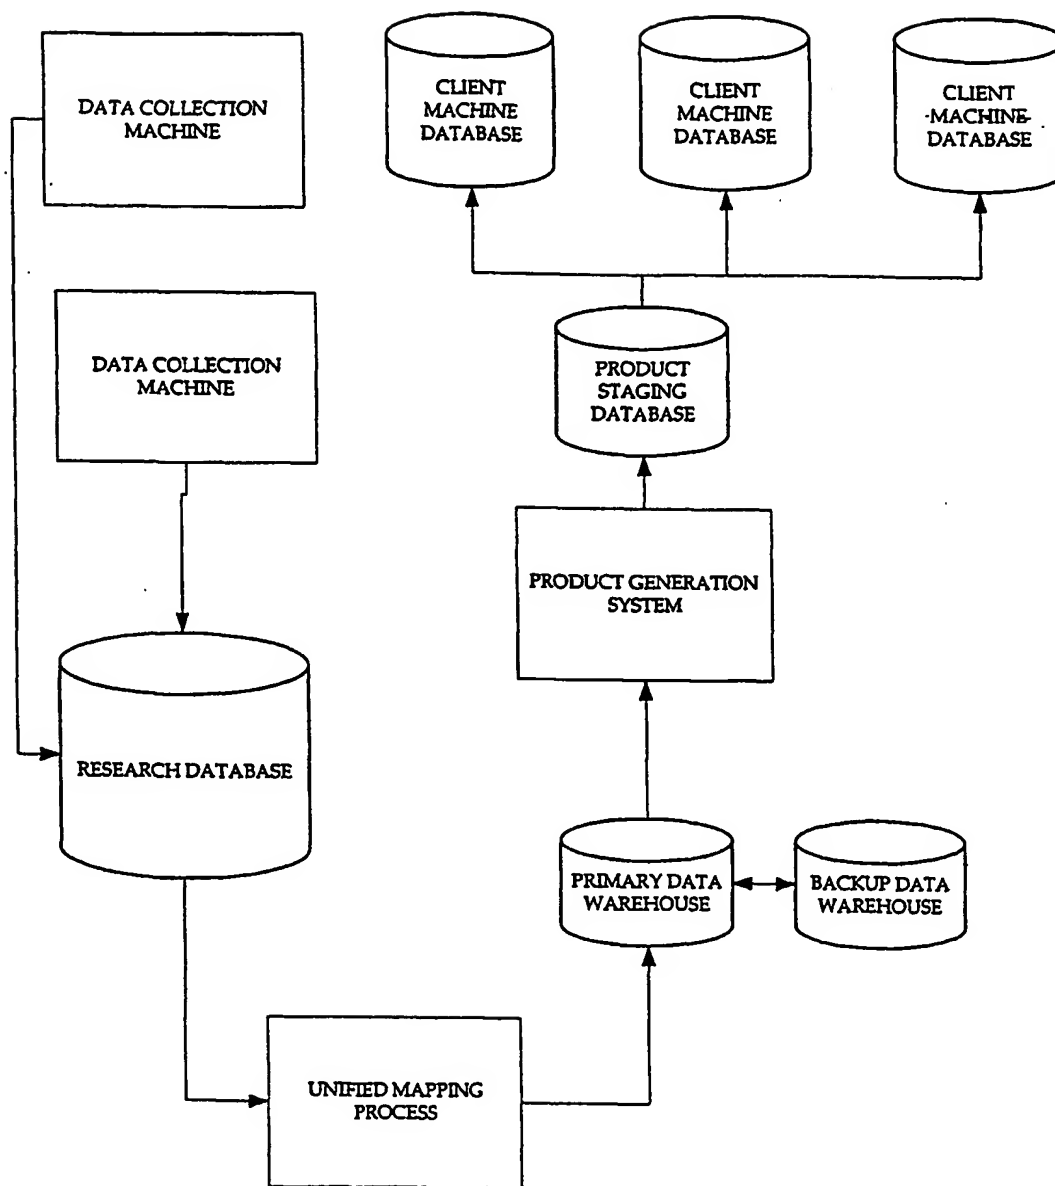 DATA COLLECTION
MACHINE
CLIENT
MACHINE
DATABASE
CLIENT
MACHINE
DATABASE
CLIENT
MACHINE
DATABASE
DATA COLLECTION
MACHINE
PRODUCT
STAGING
DATABASE
PRODUCT GENERATION
SYSTEM
RESEARCH DATABASE
PRIMARY DATA
WAREHOUSE
BACKUP DATA
WAREHOUSE
UNIFIED MAPPING
PROCESS